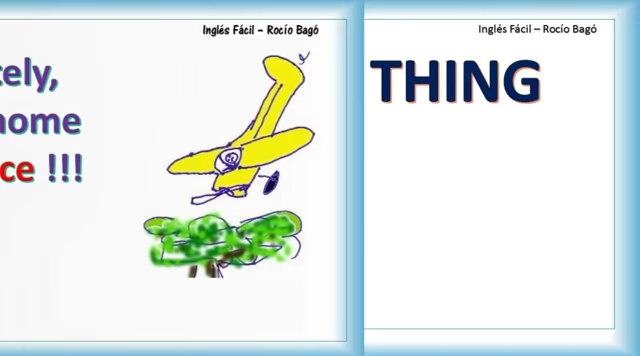 Inglés Fácil – Rocío Bagó
tely,
home
ce !!!
Inglés Fácil – Rocío Bagó
THING